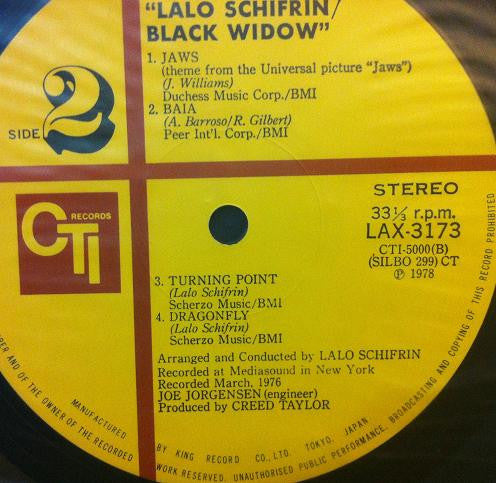 "LALO SCHIFRIN/
BLACK WIDOW"
1. JAWS
(theme from the Universal picture "Jaws")
(J. Williams)
Duchess Music Corp./BMI
2. BAIA
(A. Barroso/R. Gilbert)
Peer Int'l. Corp./BMI
SIDE 2
CTI RECORDS
STEREO
33⅓ r.p.m.
LAX-3173
CTI-5000(B)
(SILBO 299) CT
Ⓟ 1978
3. TURNING POINT
(Lalo Schifrin)
Scherzo Music/BMI
4. DRAGONFLY
(Lalo Schifrin)
Scherzo Music/BMI
Arranged and Conducted by LALO SCHIFRIN
Recorded at Mediasound in New York
Recorded March, 1976
JOE JORGENSEN (engineer)
Produced by CREED TAYLOR
MANUFACTURED BY KING RECORD CO., LTD. TOKYO, JAPAN
AND OF THE OWNER OF THE RECORDED WORK RESERVED. UNAUTHORISED PUBLIC PERFORMANCE, BROADCASTING AND COPYING OF THIS RECORD PROHIBITED